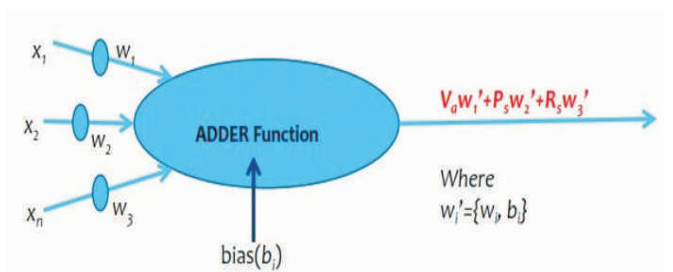 X₁ W₁
X₂ W₂
Xₙ W₃
ADDER Function
bias(bᵢ)
Vₐw₁'+Pₛw₂'+Rₛw₃'
Where
wᵢ'={wᵢ, bᵢ}